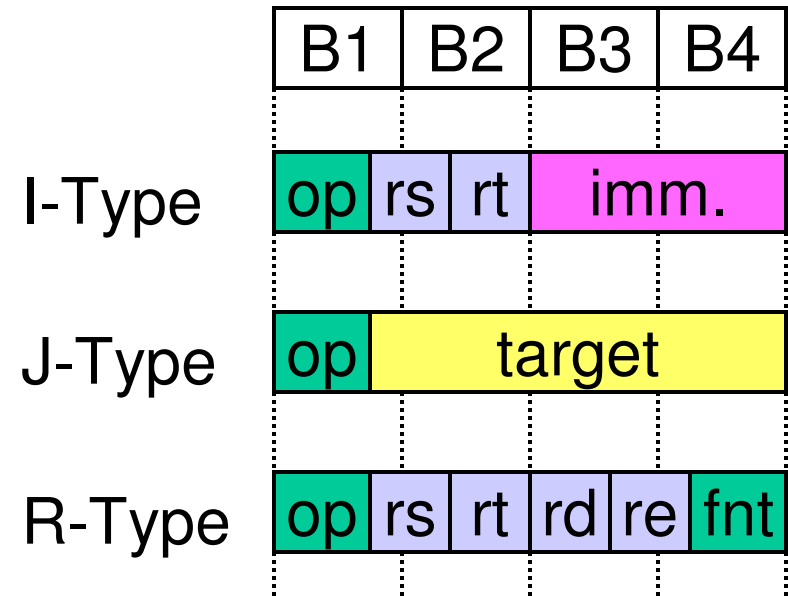 B1 B2 B3 B4
I-Type op rs rt imm.
J-Type op target
R-Type op rs rt rd re fnt